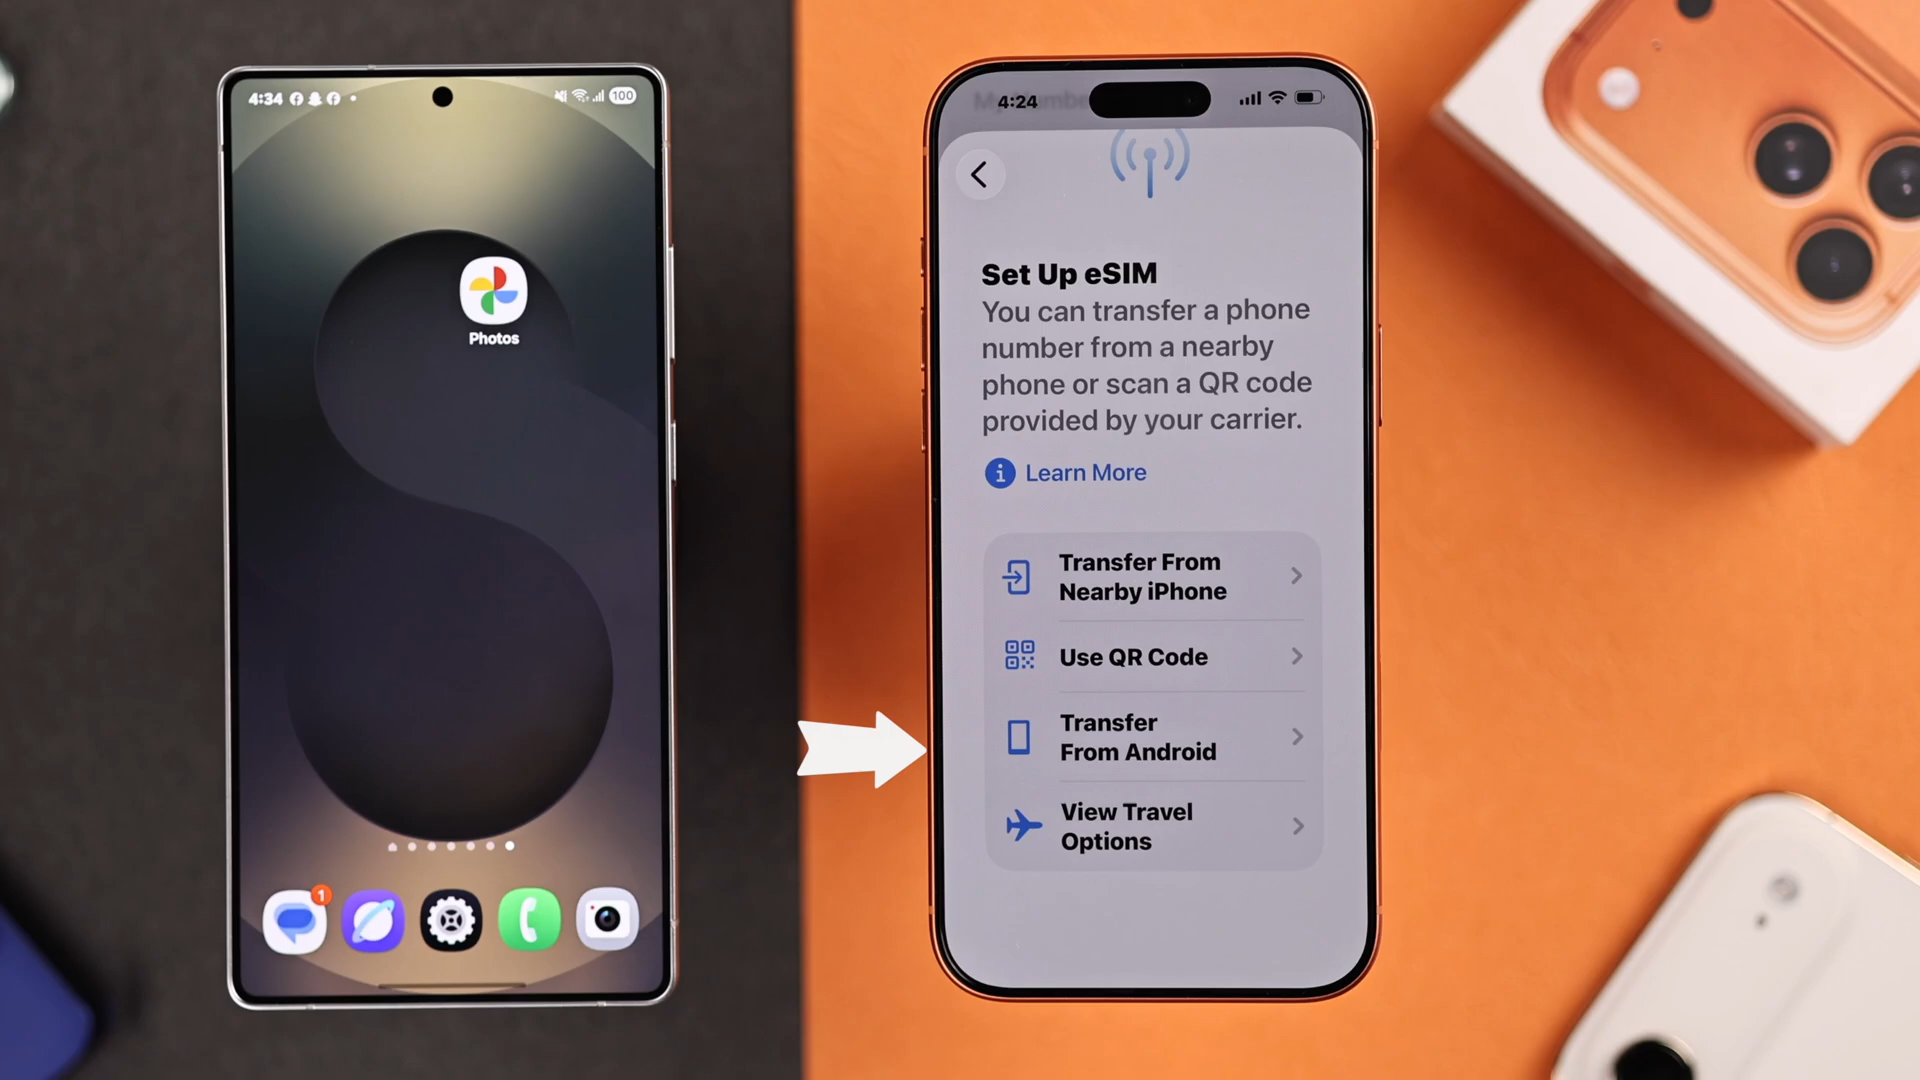 4:34
100
Photos
1
4:24
Set Up eSIM
You can transfer a phone
number from a nearby
phone or scan a QR code
provided by your carrier.
Learn More
Transfer From
Nearby iPhone
Use QR Code
Transfer
From Android
View Travel
Options